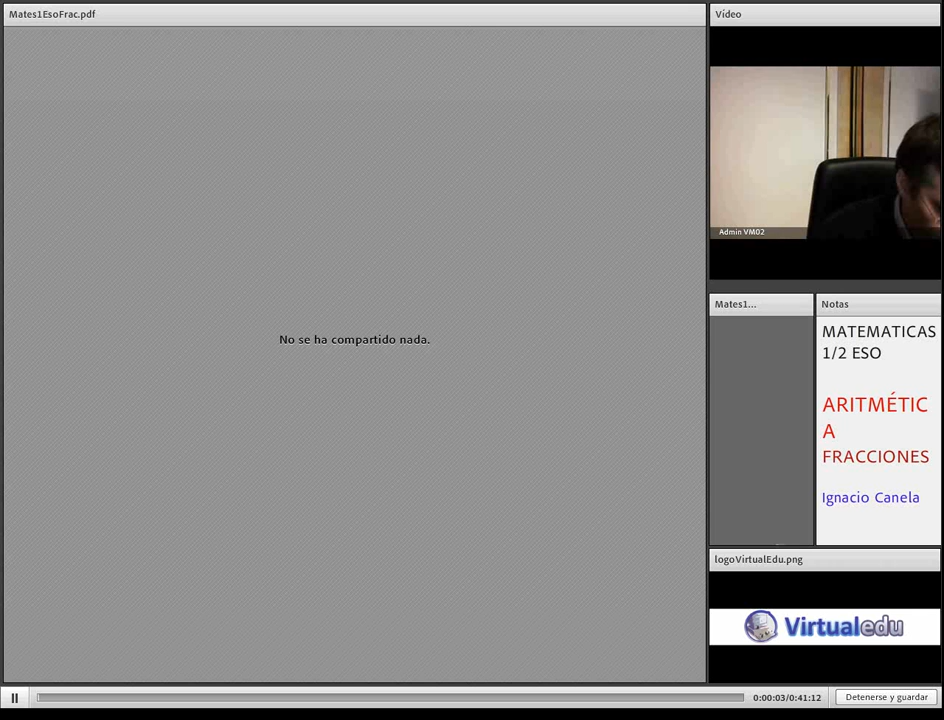 Mates1EsoFrac.pdf
No se ha compartido nada.
Vídeo
Admin VM02
Mates1...
Notas
MATEMATICAS
1/2 ESO
ARITMÉTIC
A
FRACCIONES
Ignacio Canela
logoVirtualEdu.png
Virtualedu
0:00:03/0:41:12
Detenerse y guardar